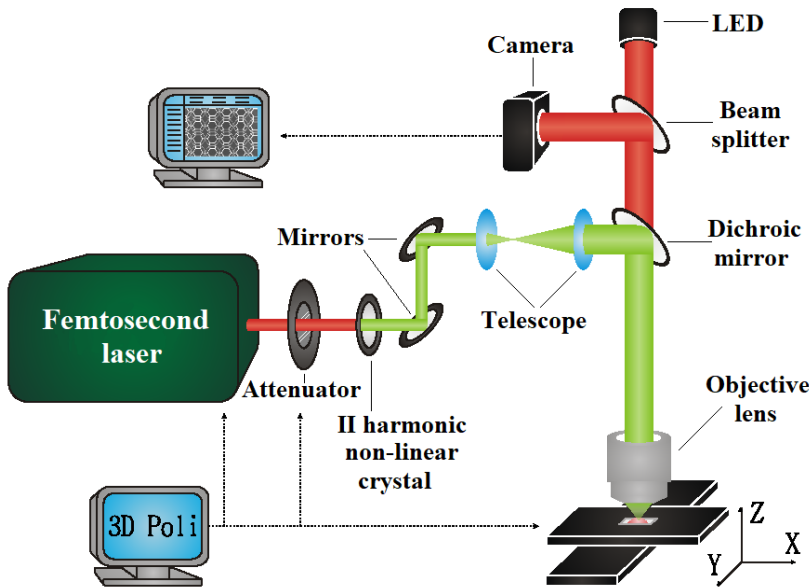 LED
Camera
Beam
splitter
Mirrors
Dichroic
mirror
Telescope
Femtosecond
laser
Attenuator
II harmonic
non-linear
crystal
Objective
lens
3D Poli
Z
X
Y